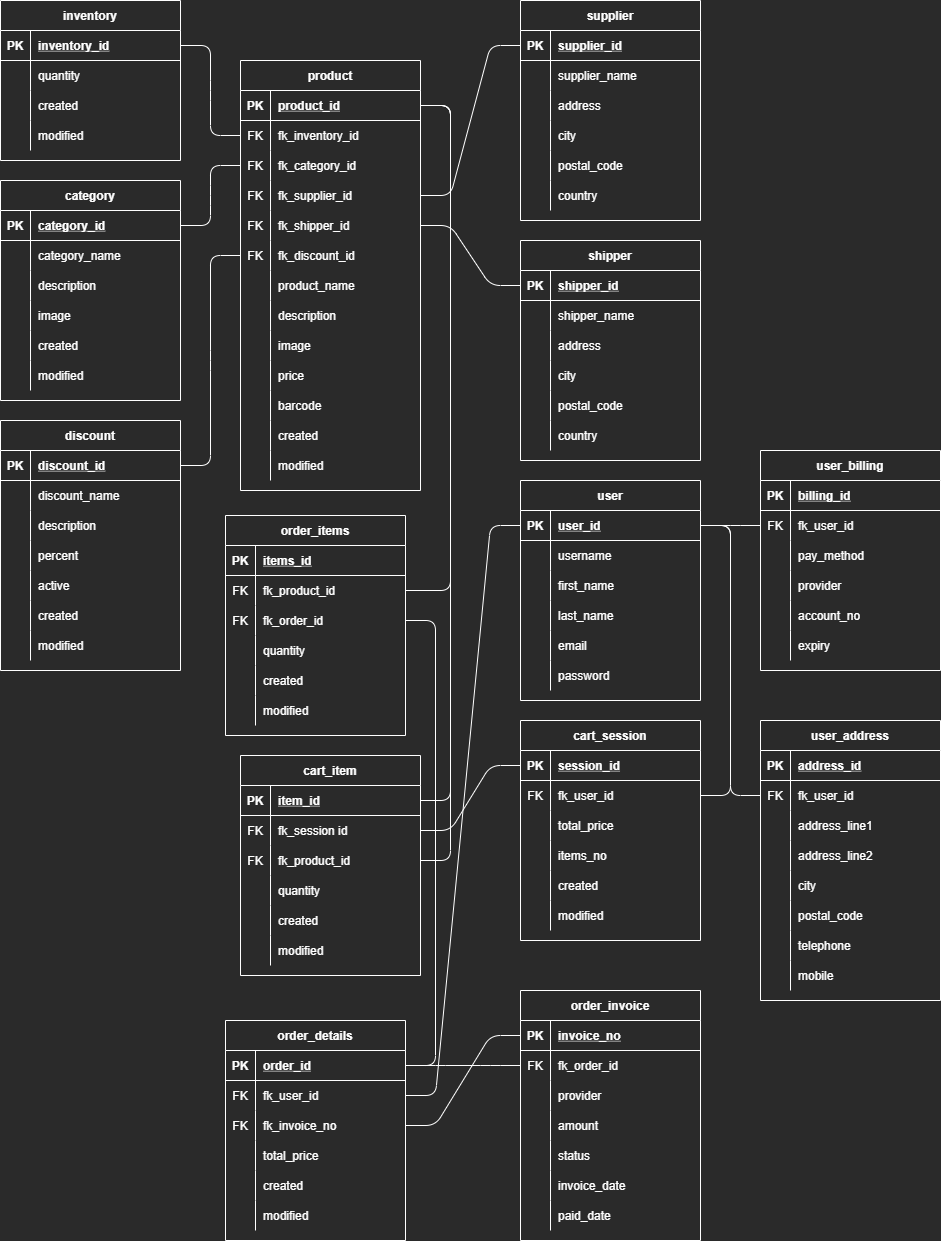 inventory
PK inventory_id
quantity
created
modified
category
PK category_id
category_name
description
image
created
modified
discount
PK discount_id
discount_name
description
percent
active
created
modified
product
PK product_id
FK fk_inventory_id
FK fk_category_id
FK fk_supplier_id
FK fk_shipper_id
FK fk_discount_id
product_name
description
image
price
barcode
created
modified
order_items
PK items_id
FK fk_product_id
FK fk_order_id
quantity
created
modified
cart_item
PK item_id
FK fk_session id
FK fk_product_id
quantity
created
modified
order_details
PK order_id
FK fk_user_id
FK fk_invoice_no
total_price
created
modified
supplier
PK supplier_id
supplier_name
address
city
postal_code
country
shipper
PK shipper_id
shipper_name
address
city
postal_code
country
user
PK user_id
username
first_name
last_name
email
password
cart_session
PK session_id
FK fk_user_id
total_price
items_no
created
modified
order_invoice
PK invoice_no
FK fk_order_id
provider
amount
status
invoice_date
paid_date
user_billing
PK billing_id
FK fk_user_id
pay_method
provider
account_no
expiry
user_address
PK address_id
FK fk_user_id
address_line1
address_line2
city
postal_code
telephone
mobile